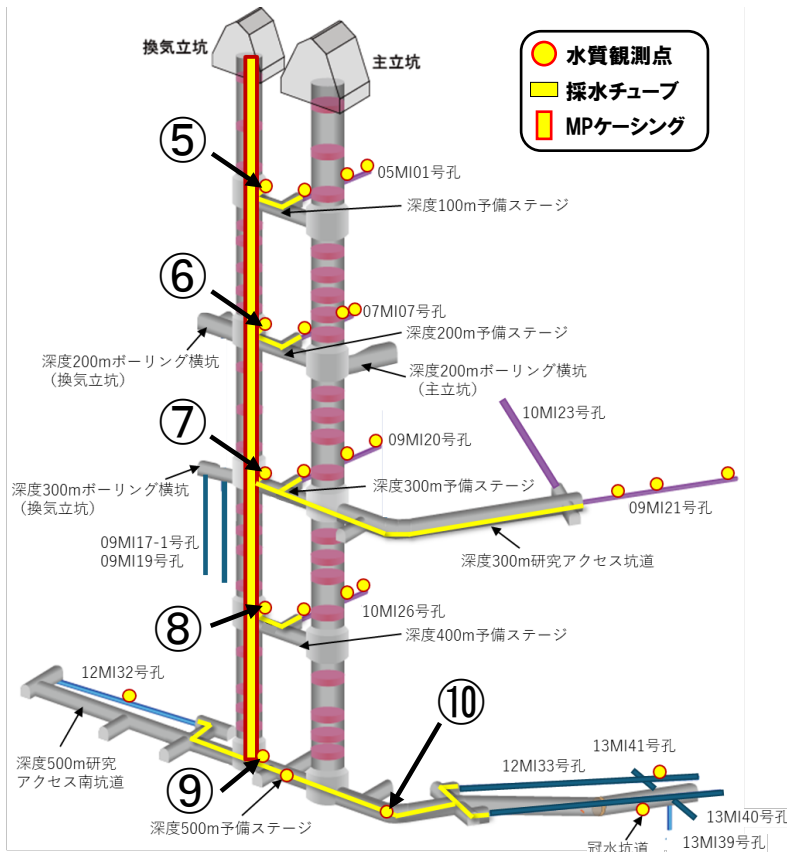 換気立坑
主立坑
水質観測点
採水チューブ
MPケーシング
⑤
05MI01号孔
深度100m予備ステージ
⑥
07MI07号孔
深度200m予備ステージ
深度200mボーリング横坑
（換気立坑）
深度200mボーリング横坑
（主立坑）
⑦
10MI23号孔
09MI20号孔
深度300mボーリング横坑
（換気立坑）
深度300m予備ステージ
09MI21号孔
09MI17-1号孔
09MI19号孔
深度300m研究アクセス坑道
⑧
10MI26号孔
深度400m予備ステージ
12MI32号孔
⑩
深度500m研究
アクセス南坑道
⑨
深度500m予備ステージ
12MI33号孔
13MI41号孔
13MI40号孔
冠水坑道
13MI39号孔